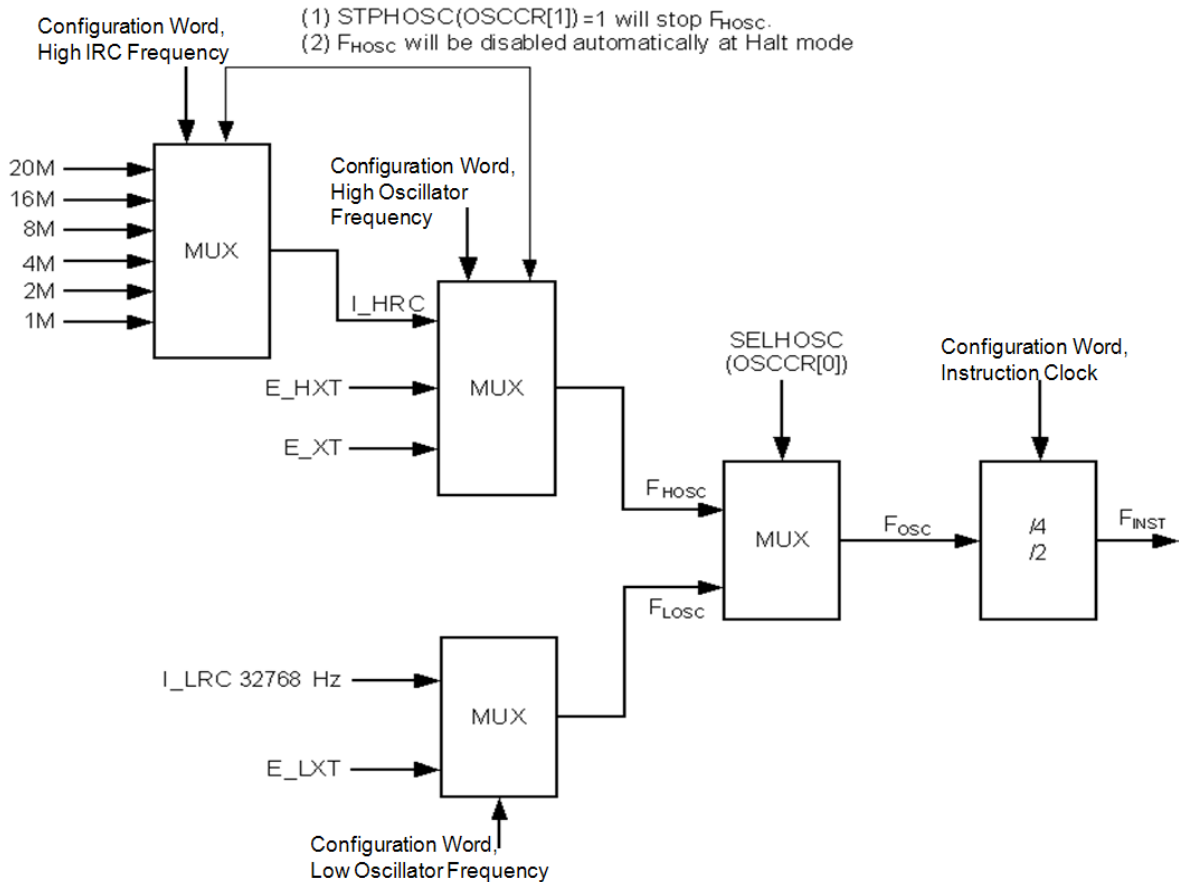 (1) STPHOSC(OSCCR[1])=1 will stop FHOSC.
(2) FHOSC will be disabled automatically at Halt mode
Configuration Word,
High IRC Frequency
20M
16M
8M
4M
2M
1M
MUX
Configuration Word,
High Oscillator
Frequency
I_HRC
E_HXT
E_XT
MUX
FHOSC
SELHOSC
(OSCCR[0])
MUX
FOSC
Configuration Word,
Instruction Clock
/4
/2
FINST
FLOSC
I_LRC 32768 Hz
E_LXT
MUX
Configuration Word,
Low Oscillator Frequency